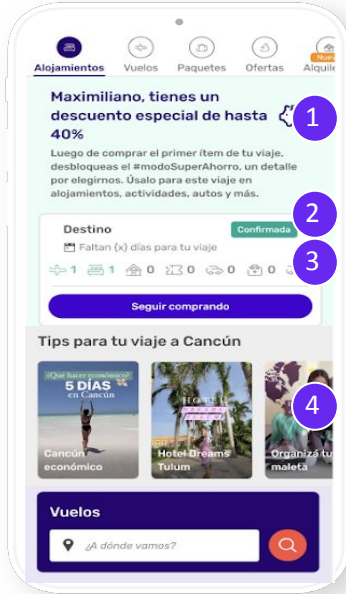 Alojamientos Vuelos Paquetes Ofertas Alquile
Nuevo
Maximiliano, tienes un
descuento especial de hasta
40%
1
Luego de comprar el primer ítem de tu viaje,
desbloqueas el #modoSuperAhorro, un detalle
por elegirnos. Úsalo para este viaje en
alojamientos, actividades, autos y más.
2
Destino Confirmada
Faltan {x} días para tu viaje
3
1 1 0 0 0 0
Seguir comprando
Tips para tu viaje a Cancún
¿Qué hacer económico?
5 DÍAS
en Cancún
HOTEL
DREAMS
Cancún
económico
Hotel Dreams
Tulum
4
Organizá tu
maleta
Vuelos
¿A dónde vamos?